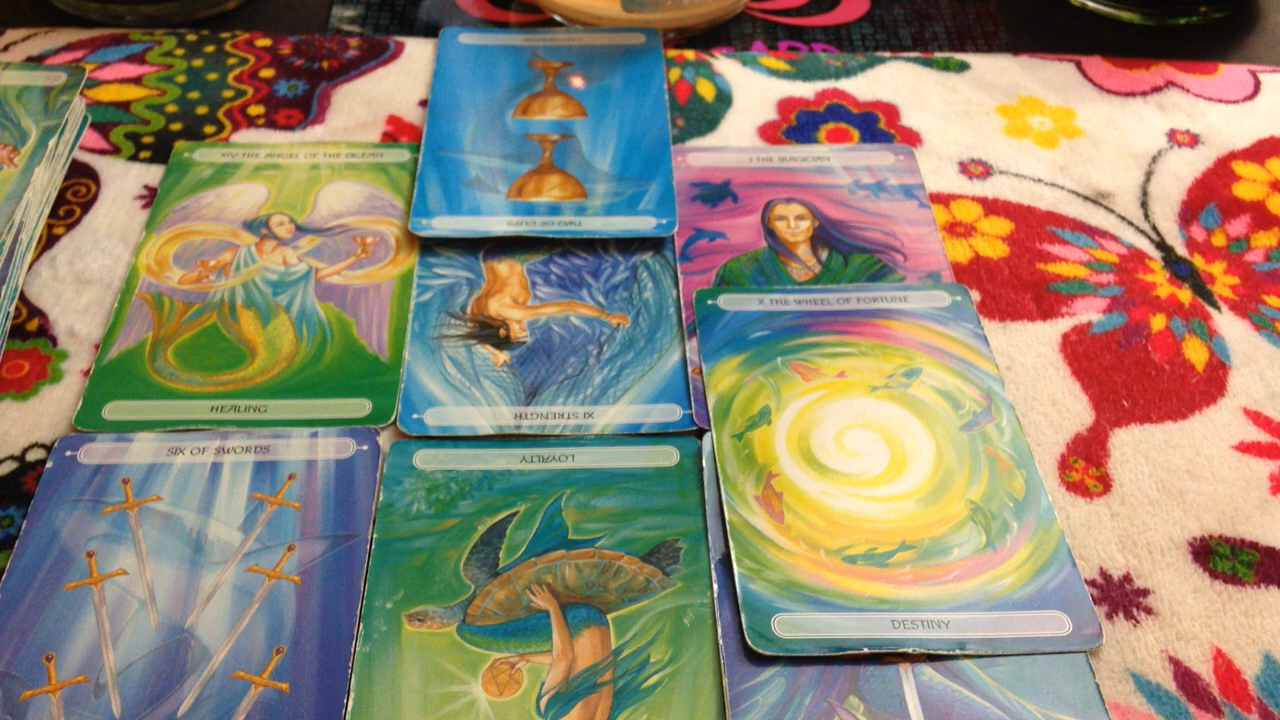 XIV THE ANGEL OF THE OCEAN
TWO OF CUPS
I THE MAGICIAN
X THE WHEEL OF FORTUNE
HEALING
XI STRENGTH
SIX OF SWORDS
LOYALTY
DESTINY